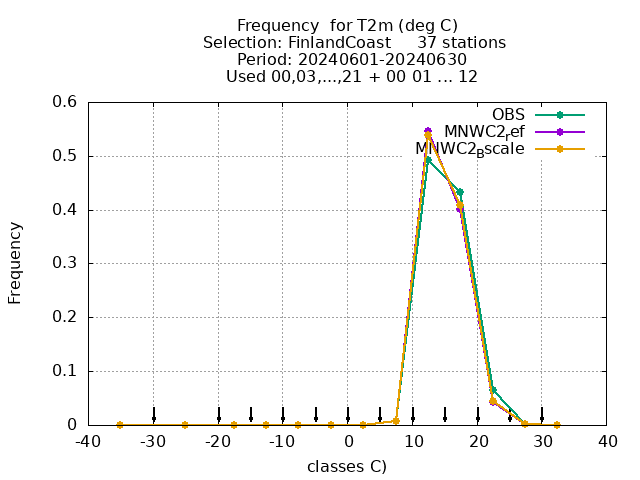 Frequency  for T2m (deg C)
Selection: FinlandCoast     37 stations
Period: 20240601-20240630
Used 00,03,...,21 + 00 01 ... 12
OBS
MNWC2ref
MNWC2Bscale
Frequency
0.6
0.5
0.4
0.3
0.2
0.1
0
-40 -30 -20 -10 0 10 20 30 40
classes C)